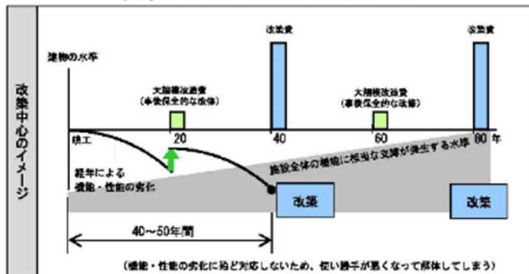 改築中心のイメージ
改築費
改築費
建物の水準
大規模改造費
(事後保全的な改修)
大規模改造費
(事後保全的な改修)
竣工
20
40
60
80 年
経年による
機能・性能の劣化
施設全体の機能に相当な支障が発生する水準
改築
改築
40～50年間
(機能・性能の劣化に殆ど対応しないため、使い勝手が悪くなって解体してしまう)